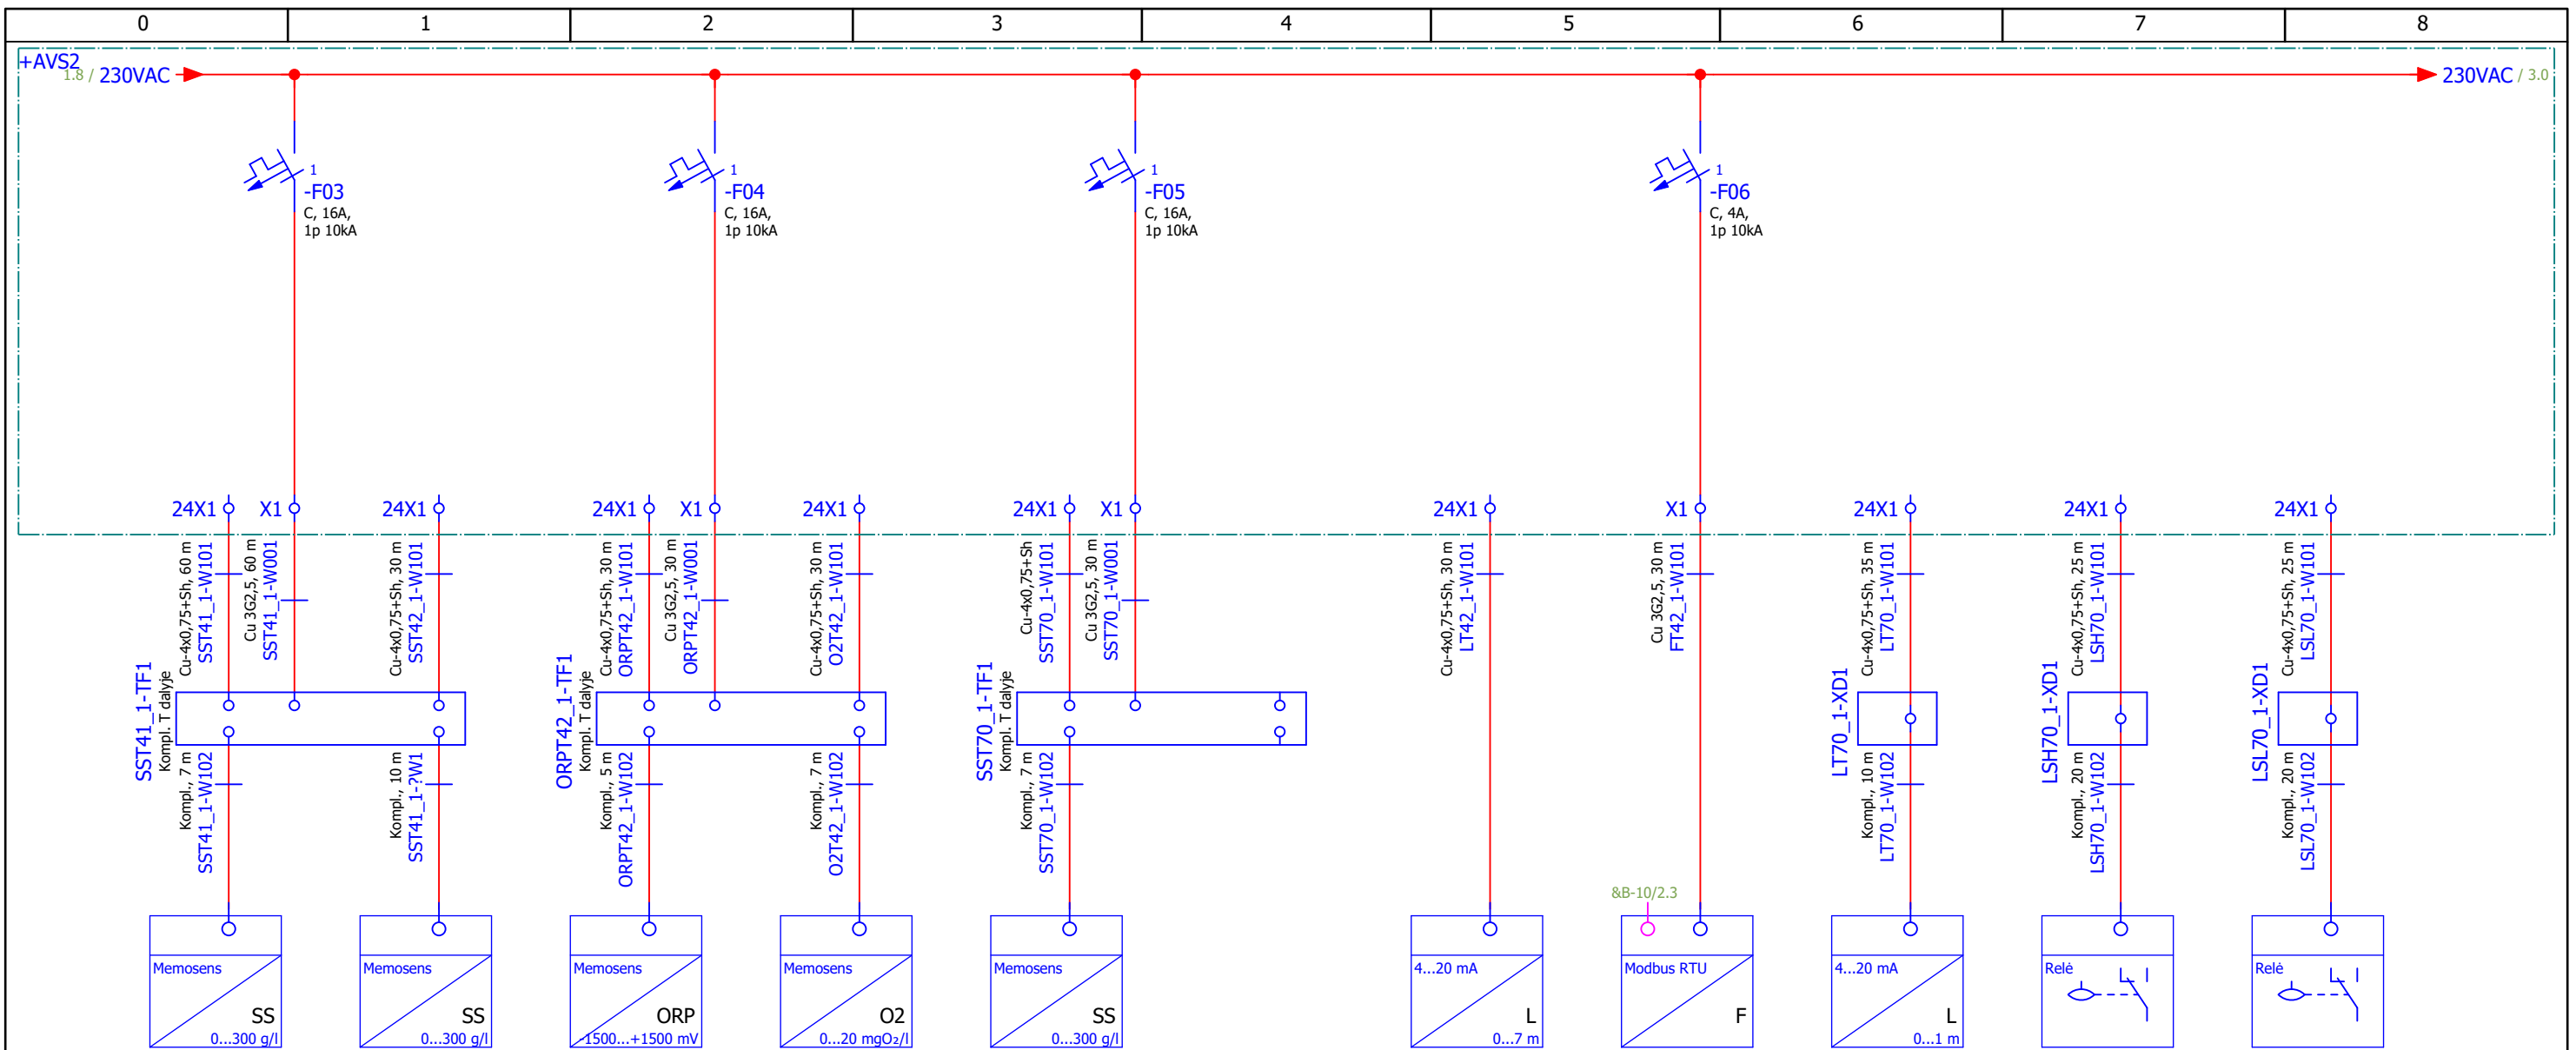 0 1 2 3 4 5 6 7 8
+AVS2
1.8 / 230VAC
230VAC / 3.0
1
-F03
C, 16A,
1p 10kA
1
-F04
C, 16A,
1p 10kA
1
-F05
C, 16A,
1p 10kA
1
-F06
C, 4A,
1p 10kA
24X1 X1 24X1 24X1 X1 24X1 24X1 X1 24X1 X1 24X1 24X1 24X1
Cu-4x0,75+Sh, 60 m
SST41_1-W101
Cu 3G2,5, 60 m
SST41_1-W001
Cu-4x0,75+Sh, 30 m
SST42_1-W101
Cu-4x0,75+Sh, 30 m
ORPT42_1-W101
Cu 3G2,5, 30 m
ORPT42_1-W001
Cu-4x0,75+Sh, 30 m
O2T42_1-W101
Cu-4x0,75+Sh
SST70_1-W101
Cu 3G2,5, 30 m
SST70_1-W001
Cu-4x0,75+Sh, 30 m
LT42_1-W101
Cu 3G2,5, 30 m
FT42_1-W101
Cu-4x0,75+Sh, 35 m
LT70_1-W101
Cu-4x0,75+Sh, 25 m
LSH70_1-W101
Cu-4x0,75+Sh, 25 m
LSL70_1-W101
SST41_1-TF1
Kompl. T dalyje
ORPT42_1-TF1
Kompl. T dalyje
SST70_1-TF1
Kompl. T dalyje
LT70_1-XD1
LSH70_1-XD1
LSL70_1-XD1
Kompl., 7 m
SST41_1-W102
Kompl., 10 m
SST41_1-?W1
Kompl., 5 m
ORPT42_1-W102
Kompl., 7 m
O2T42_1-W102
Kompl., 7 m
SST70_1-W102
Kompl., 10 m
LT70_1-W102
Kompl., 20 m
LSH70_1-W102
Kompl., 20 m
LSL70_1-W102
&B-10/2.3
Memosens
SS
0...300 g/l
Memosens
SS
0...300 g/l
Memosens
ORP
-1500...+1500 mV
Memosens
O2
0...20 mgO₂/l
Memosens
SS
0...300 g/l
4...20 mA
L
0...7 m
Modbus RTU
F
4...20 mA
L
0...1 m
Relė
Relė